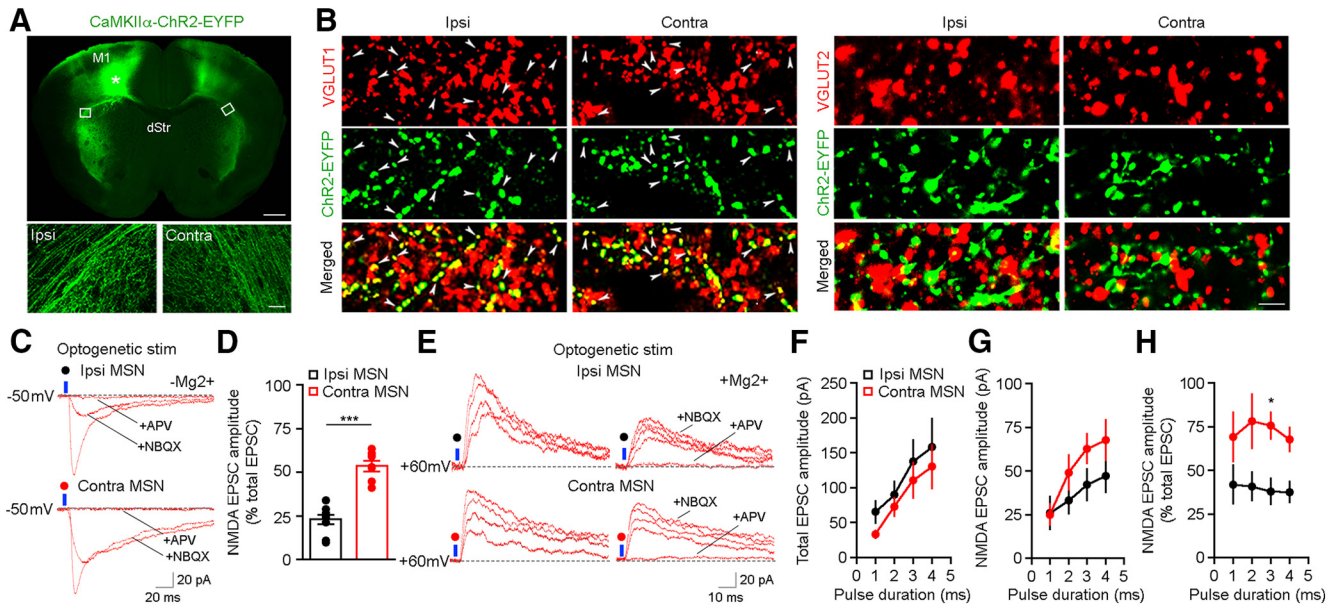 A
CaMKIIα-ChR2-EYFP
M1
*
dStr
Ipsi
Contra
B
Ipsi
Contra
Ipsi
Contra
VGLUT1
ChR2-EYFP
Merged
VGLUT2
ChR2-EYFP
Merged
C
Optogenetic stim
Ipsi MSN
-Mg2+
-50mV
+APV
+NBQX
Contra MSN
-50mV
+APV
+NBQX
20 pA
20 ms
D
Ipsi MSN
Contra MSN
NMDA EPSC amplitude
(% total EPSC)
100
75
50
25
0
***
E
Optogenetic stim
Ipsi MSN
+Mg2+
+NBQX
+APV
+60mV
Contra MSN
+NBQX
+APV
+60mV
20 pA
10 ms
F
Ipsi MSN
Contra MSN
Total EPSC amplitude (pA)
250
200
150
100
50
0
0 1 2 3 4 5
Pulse duration (ms)
G
NMDA EPSC amplitude (pA)
100
75
50
25
0
0 1 2 3 4 5
Pulse duration (ms)
H
NMDA EPSC amplitude
(% total EPSC)
100
75
50
25
0
*
0 1 2 3 4 5
Pulse duration (ms)